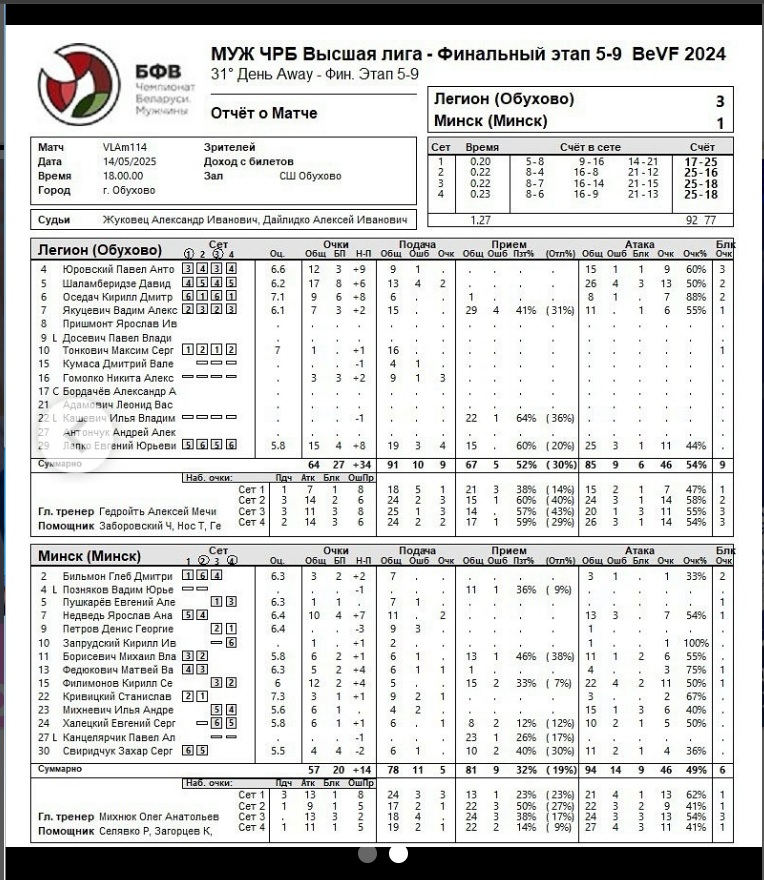 БФВ
Чемпионат
Беларуси.
Мужчины
МУЖ ЧРБ Высшая лига - Финальный этап 5-9 BeVF 2024
31° День Away - Фин. Этап 5-9
Отчёт о Матче
Легион (Обухово) 3
Минск (Минск) 1
Матч VLAm114 Зрителей
Дата 14/05/2025 Доход с билетов
Время 18.00.00 Зал СШ Обухово
Город г. Обухово
Судьи Жуковец Александр Иванович, Дайлидко Алексей Иванович
Сет Время Счёт в сете Счёт
1 0.20 5-8 9-16 14-21 17-25
2 0.22 8-4 16-8 21-12 25-16
3 0.22 8-7 16-14 21-15 25-18
4 0.23 8-6 16-9 21-13 25-18
1.27 92 77
Легион (Обухово) Сет Очки Подача Прием Атака Блк
1 2 3 4 Оц. Общ БП Н-П Общ Ошб Очк Общ Ошб Пзт% (Отл%) Общ Ошб Блк Очк Очк% Очк
4 Юровский Павел Анто 3 4 3 4 6.6 12 3 +9 9 1 . . . . . 15 1 1 9 60% 3
5 Шаламберидзе Давид 4 5 4 5 6.2 17 8 +6 13 4 2 . . . . 26 4 3 13 50% 2
6 Оседач Кирилл Дмитр 6 1 6 1 7.1 9 6 +8 6 . . 1 . . . 8 1 . 7 88% 2
7 Якуцевич Вадим Алекс 2 3 2 3 6.1 7 3 +2 15 . . 29 4 41% (31%) 11 . 1 6 55% 1
8 Пришмонт Ярослав Ив
9 L Досевич Павел Влади
10 Тонкович Максим Серг 1 2 1 2 7 1 . +1 16 . . . . . . . . . . . 1
15 Кумаса Дмитрий Вале . . -1 4 1 . . . . . . . . . . .
16 Гомолко Никита Алекс . 3 3 +2 9 1 3 . . . . . . . . . .
17 C Бордачёв Александр А
21 Адамович Леонид Вас
22 L Кашевич Илья Владим . . -1 . . . 22 1 64% (36%) . . . . . .
27 Антончук Андрей Алек
29 Лапко Евгений Юрьеви 5 6 5 6 5.8 15 4 +8 19 3 4 15 . 60% (20%) 25 3 1 11 44% .
Суммарно 64 27 +34 91 10 9 67 5 52% (30%) 85 9 6 46 54% 9
Наб. очки: Пдч Атк Блк ОшПр
Сет 1 1 7 1 8 18 5 1 21 3 38% (14%) 15 2 1 7 47% 1
Сет 2 3 14 2 6 24 2 3 15 1 60% (40%) 24 3 1 14 58% 2
Гл. тренер Гедройть Алексей Мечи Сет 3 3 11 3 8 25 1 3 14 . 57% (43%) 20 1 3 11 55% 3
Помощник Заборовский Ч, Нос Т, Ге Сет 4 2 14 3 6 24 2 2 17 1 59% (29%) 26 3 1 14 54% 3
Минск (Минск) Сет Очки Подача Прием Атака Блк
1 2 3 4 Оц. Общ БП Н-П Общ Ошб Очк Общ Ошб Пзт% (Отл%) Общ Ошб Блк Очк Очк% Очк
2 Бильмон Глеб Дмитри 1 6 4 6.3 3 2 +2 7 . . . . . . 3 1 . 1 33% 2
4 L Позняков Вадим Юрье . . -1 . . . 11 1 36% ( 9%) . . . . . .
5 Пушкарёв Евгений Але 1 3 6.3 1 1 . 7 1 . . . . . . . . . . 1
7 Недведь Ярослав Ана 5 4 6.4 10 4 +7 11 . 2 . . . . 13 3 . 7 54% 1
9 Петров Денис Георгие 2 1 6.4 . . -3 9 3 . . . . . 1 . . . . .
10 Запрудский Кирилл Ив 6 . 1 . +1 2 . . . . . . 1 . . 1 100% .
11 Борисевич Михаил Вла 3 2 5.8 6 2 +1 6 1 . 13 1 46% (38%) 11 1 2 6 55% .
13 Федюкович Матвей Ва 4 3 6.3 5 2 +4 6 1 1 . . . . 4 . . 3 75% 1
15 Филимонов Кирилл Се 3 2 6 12 2 +4 5 . . 15 2 33% ( 7%) 22 4 2 11 50% 1
22 Кривицкий Станислав 2 1 7.3 3 1 +1 9 2 1 . . . . 3 . . 2 67% .
23 Михневич Илья Андре 5 4 5.6 6 1 . 4 2 . . . . . 15 1 3 6 40% .
24 Халецкий Евгений Серг 6 5 5.8 6 1 +1 6 . 1 8 2 12% (12%) 10 2 1 5 50% .
27 L Канцелярчик Павел Ал . . -1 . . . 23 1 26% (17%) . . . . . .
30 Свиридчук Захар Серг 6 5 5.5 4 4 -2 6 1 . 10 2 40% (30%) 11 2 1 4 36% .
Суммарно 57 20 +14 78 11 5 81 9 32% (19%) 94 14 9 46 49% 6
Наб. очки: Пдч Атк Блк ОшПр
Сет 1 3 13 1 8 24 3 3 13 1 23% (23%) 21 4 1 13 62% 1
Сет 2 1 9 1 5 17 2 1 22 3 50% (27%) 22 3 2 9 41% 1
Гл. тренер Михнюк Олег Анатольев Сет 3 . 13 3 2 18 4 . 24 3 38% (17%) 24 3 3 13 54% 3
Помощник Селявко Р, Загорцев К, Сет 4 1 11 1 5 19 2 1 22 2 14% ( 9%) 27 4 3 11 41% 1